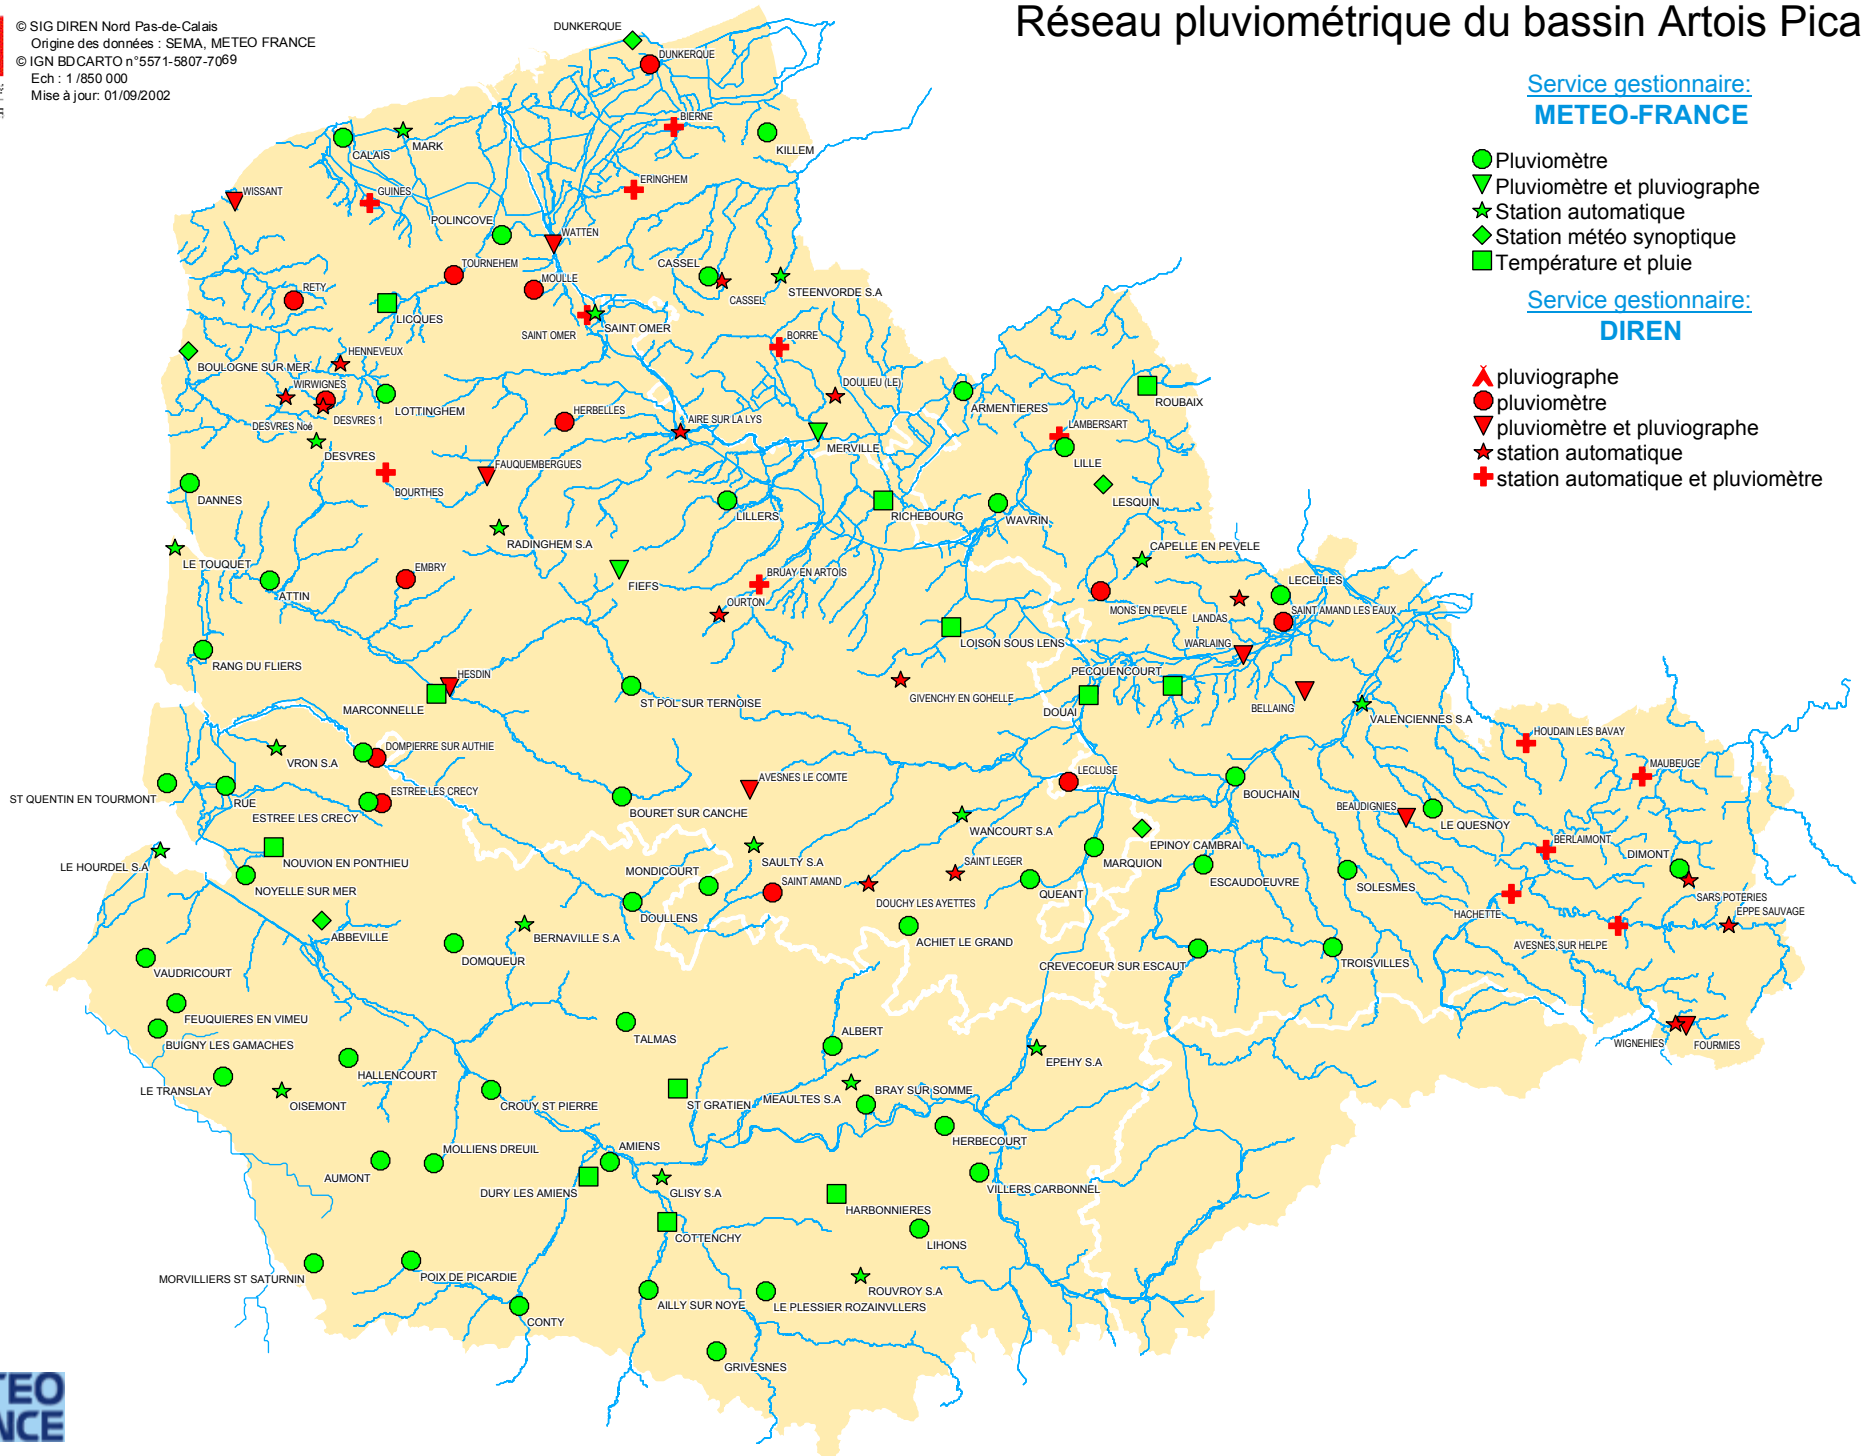 Réseau pluviométrique du bassin Artois Pica
© SIG DIREN Nord Pas-de-Calais
Origine des données : SEMA, METEO FRANCE
© IGN BDCARTO n°5571-5807-7069
Ech : 1 /850 000
Mise à jour: 01/09/2002
Service gestionnaire:
METEO-FRANCE
Pluviomètre
Pluviomètre et pluviographe
Station automatique
Station météo synoptique
Température et pluie
Service gestionnaire:
DIREN
pluviographe
pluviomètre
pluviomètre et pluviographe
station automatique
station automatique et pluviomètre
DUNKERQUE
DUNKERQUE
BIERNE
KILLEM
MARK
CALAIS
ERINGHEM
WISSANT
GUINES
POLINCOVE
WATTEN
TOURNEHEM
MOULLE
CASSEL
CASSEL
STEENVORDE S.A
RETY
LICQUES
SAINT OMER
SAINT OMER
BORRE
HENNEVEUX
BOULOGNE SUR MER
WIRWIGNES
DESVRES 1
DESVRES Noé
DESVRES
LOTTINGHEM
HERBELLES
AIRE SUR LA LYS
DOULIEU (LE)
MERVILLE
ARMENTIERES
ROUBAIX
LAMBERSART
LILLE
LESQUIN
FAUQUEMBERGUES
BOURTHES
DANNES
LILLERS
RICHEBOURG
WAVRIN
RADINGHEM S.A
LE TOUQUET
CAPELLE EN PEVELE
FIEFS
BRUAY EN ARTOIS
EMBRY
ATTIN
OURTON
MONS EN PEVELE
LANDAS
LECELLES
SAINT AMAND LES EAUX
LOISON SOUS LENS
WARLAING
RANG DU FLIERS
HESDIN
MARCONNELLE
ST POL SUR TERNOISE
GIVENCHY EN GOHELLE
PECQUENCOURT
DOUAI
BELLAING
VALENCIENNES S.A
HOUDAIN LES BAVAY
MAUBEUGE
VRON S.A
DOMPIERRE SUR AUTHIE
AVESNES LE COMTE
LECLUSE
BOUCHAIN
ST QUENTIN EN TOURMONT
RUE
ESTREE LES CRECY
ESTREE LES CRECY
BOURET SUR CANCHE
WANCOURT S.A
BEAUDIGNIES
LE QUESNOY
EPINOY CAMBRAI
BERLAIMONT
DIMONT
LE HOURDEL S.A
NOUVION EN PONTHIEU
NOYELLE SUR MER
MONDICOURT
SAULTY S.A
SAINT AMAND
SAINT LEGER
MARQUION
ESCAUDOEUVRE
SOLESMES
QUEANT
DOUCHY LES AYETTES
SARS POTERIES
HACHETTE
EPPE SAUVAGE
AVESNES SUR HELPE
DOULLENS
ABBEVILLE
BERNAVILLE S.A
DOMQUEUR
ACHIET LE GRAND
CREVECOEUR SUR ESCAUT
TROISVILLES
VAUDRICOURT
FEUQUIERES EN VIMEU
BUIGNY LES GAMACHES
TALMAS
ALBERT
EPEHY S.A
WIGNEHIES
FOURMIES
HALLENCOURT
LE TRANSLAY
OISEMONT
CROUY ST PIERRE
ST GRATIEN
MEAULTES S.A
BRAY SUR SOMME
HERBECOURT
AUMONT
MOLLIENS DREUIL
AMIENS
DURY LES AMIENS
GLISY S.A
VILLERS CARBONNEL
HARBONNIERES
COTTENCHY
LIHONS
MORVILLIERS ST SATURNIN
POIX DE PICARDIE
CONTY
AILLY SUR NOYE
LE PLESSIER ROZAINVLLERS
ROUVROY S.A
GRIVESNES
TEO
NCE